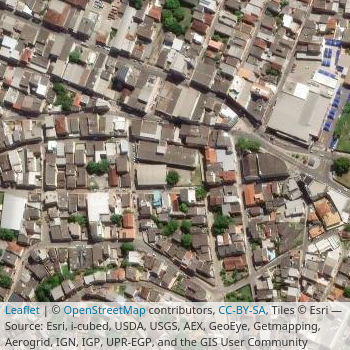 Leaflet | © OpenStreetMap contributors, CC-BY-SA, Tiles © Esri —
Source: Esri, i-cubed, USDA, USGS, AEX, GeoEye, Getmapping,
Aerogrid, IGN, IGP, UPR-EGP, and the GIS User Community